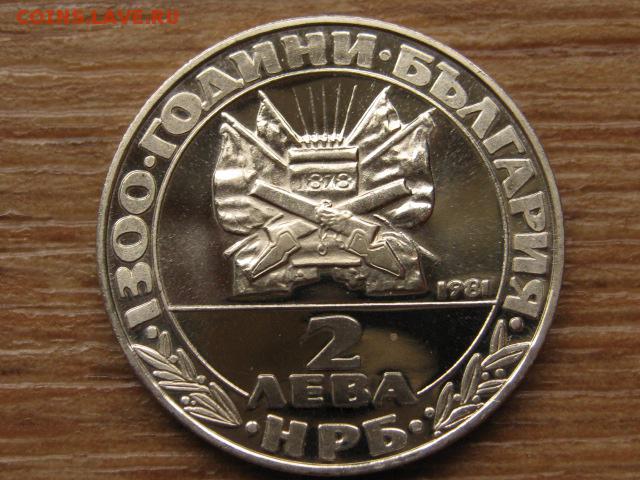 COINS.LAVE.RU
1300·ГОДИНИ·БЪЛГАРИЯ·
1878
1981
2
ЛЕВА
·НРБ·